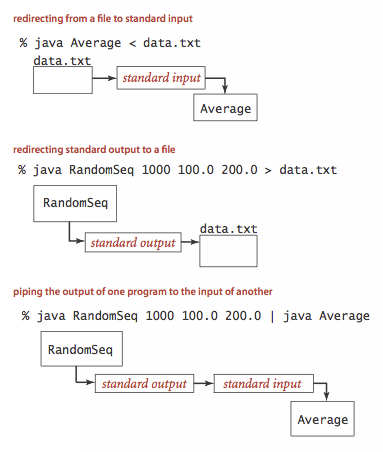 redirecting from a file to standard input
% java Average < data.txt
data.txt
standard input
Average
redirecting standard output to a file
% java RandomSeq 1000 100.0 200.0 > data.txt
RandomSeq
data.txt
standard output
piping the output of one program to the input of another
% java RandomSeq 1000 100.0 200.0 | java Average
RandomSeq
standard output
standard input
Average